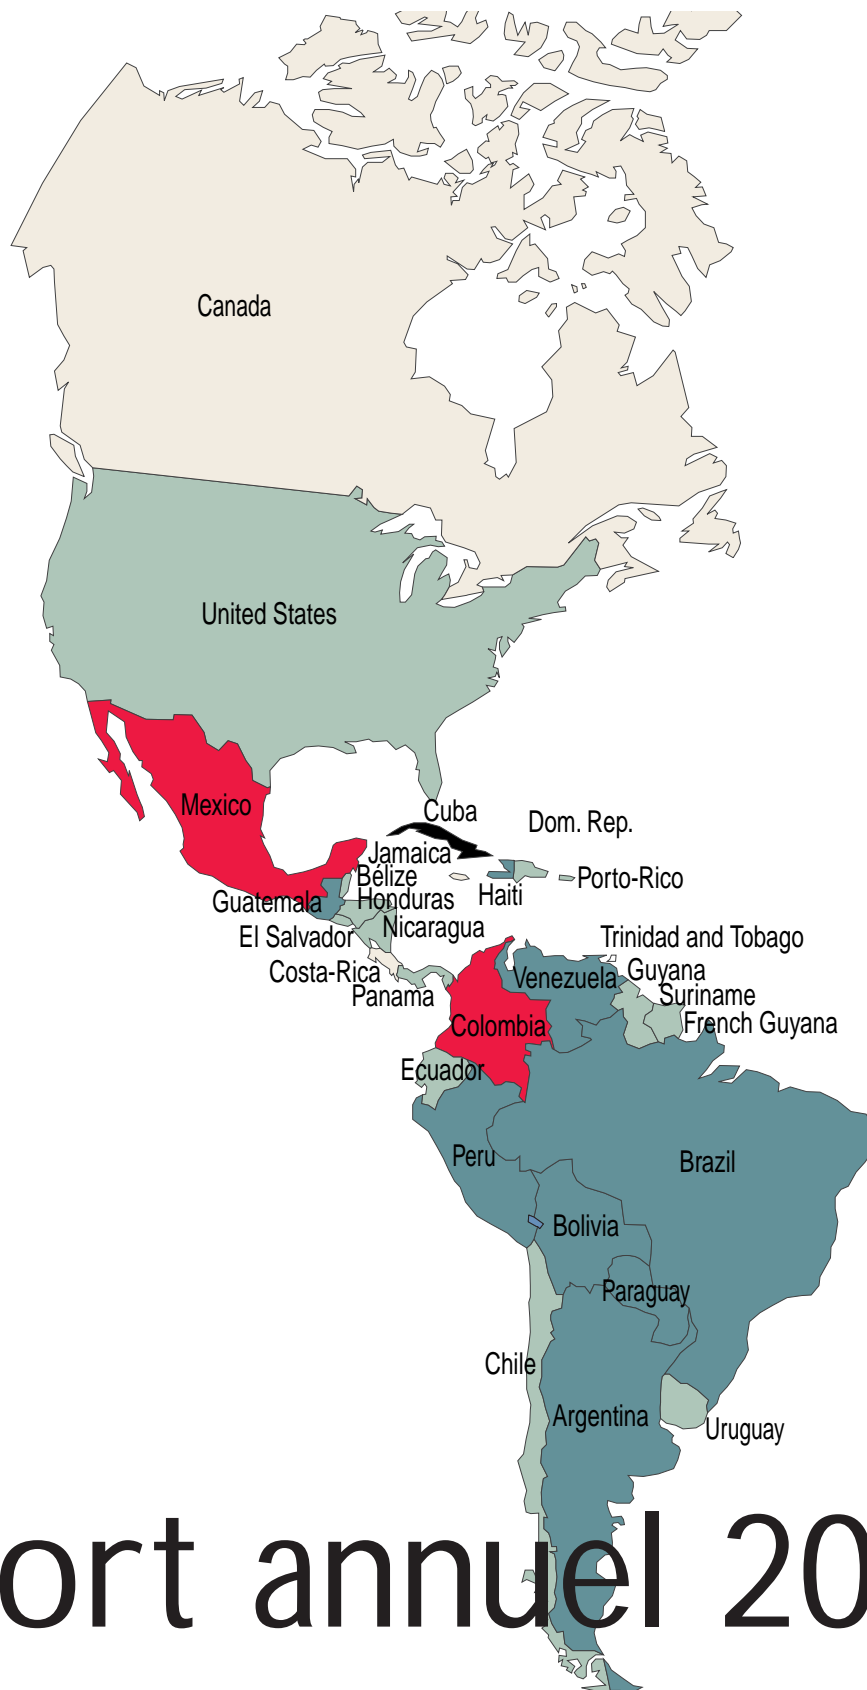 Canada
United States
Mexico
Cuba
Dom. Rep.
Jamaica
Bélize
Haiti
Porto-Rico
Guatemala
Honduras
El Salvador
Nicaragua
Costa-Rica
Panama
Trinidad and Tobago
Venezuela
Guyana
Suriname
French Guyana
Colombia
Ecuador
Peru
Brazil
Bolivia
Paraguay
Chile
Argentina
Uruguay
ort annuel 20